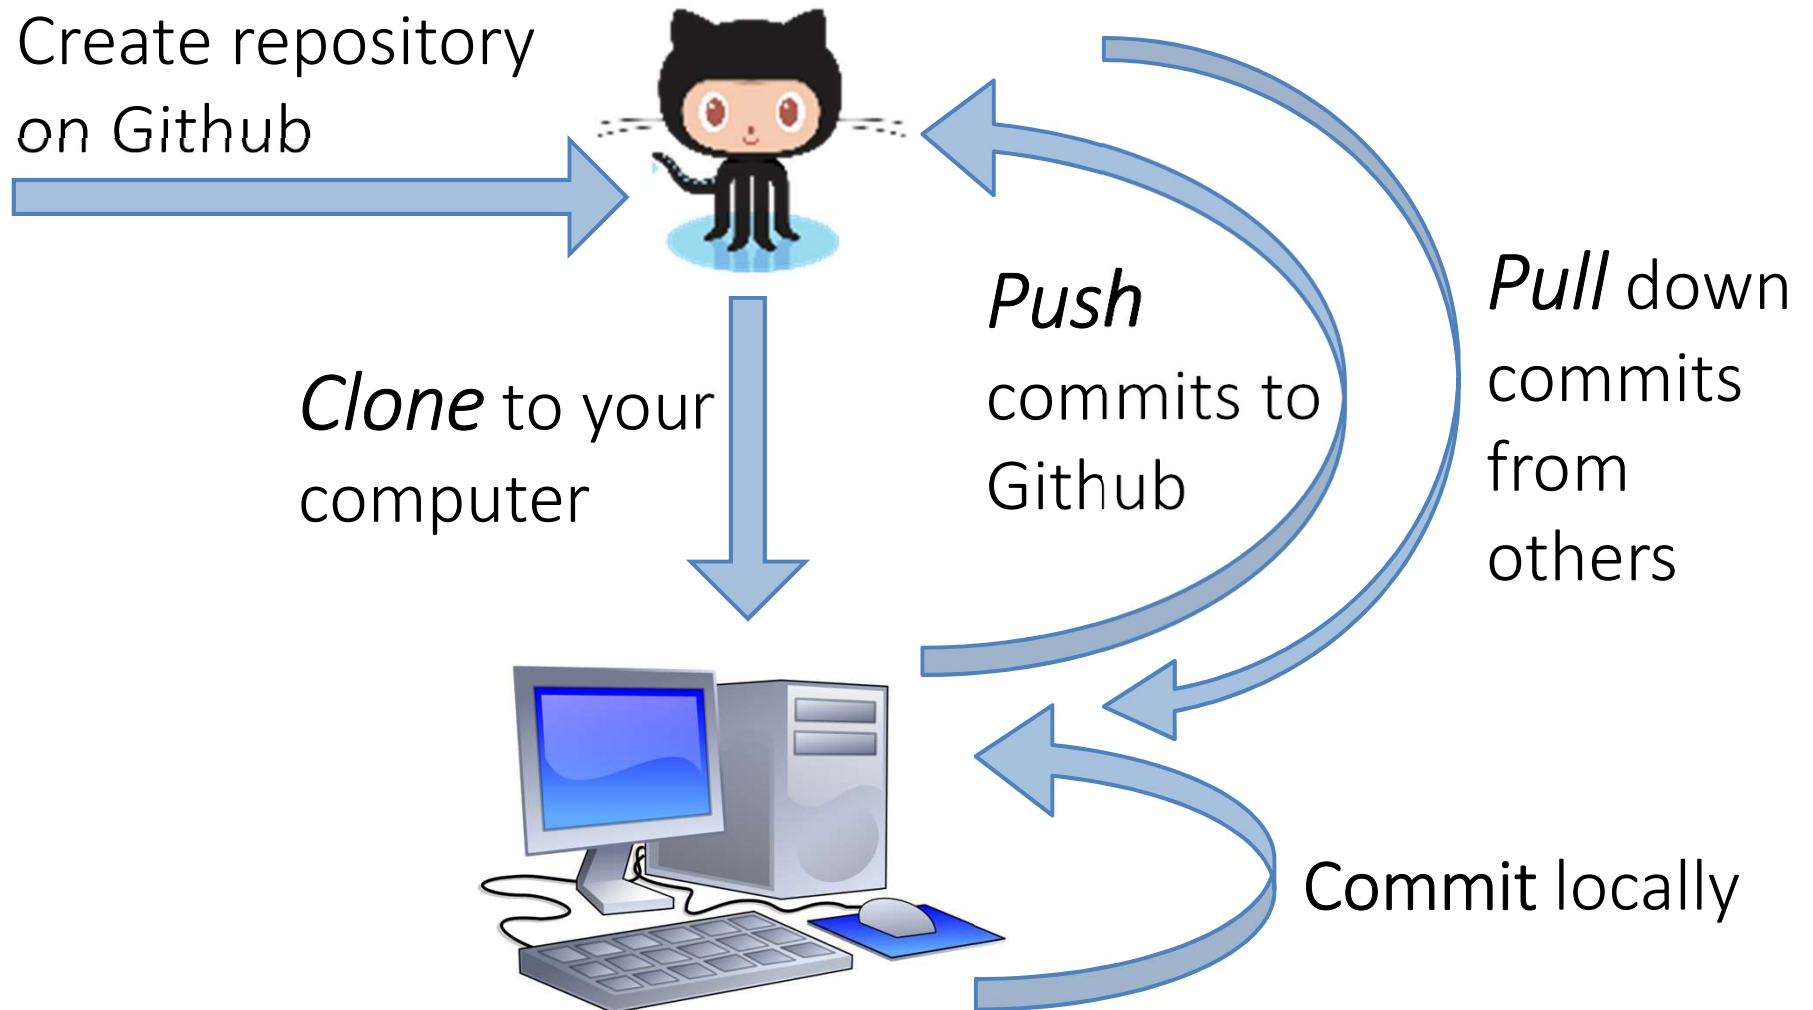 Create repository
on Github
Clone to your
computer
Push
commits to
Github
Pull down
commits
from
others
Commit locally